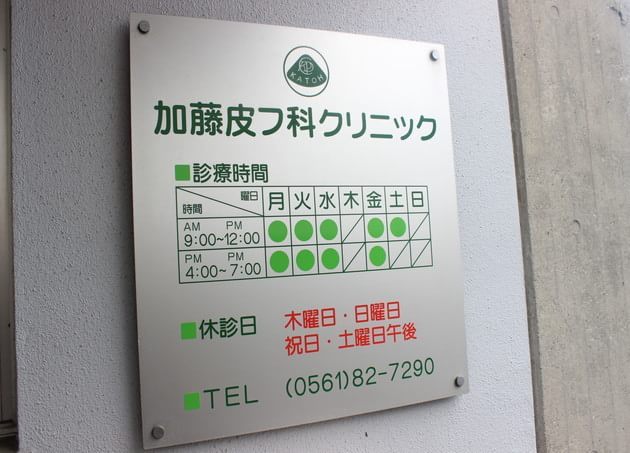 KATOH
加藤皮フ科クリニック
■診療時間
曜日 時間 月 火 水 木 金 土 日
AM PM
9:00~12:00 ● ● ● ／ ● ● ／
PM PM
4:00~7:00 ● ● ● ／ ● ／ ／
■休診日 木曜日・日曜日
祝日・土曜日午後
■TEL (0561)82-7290